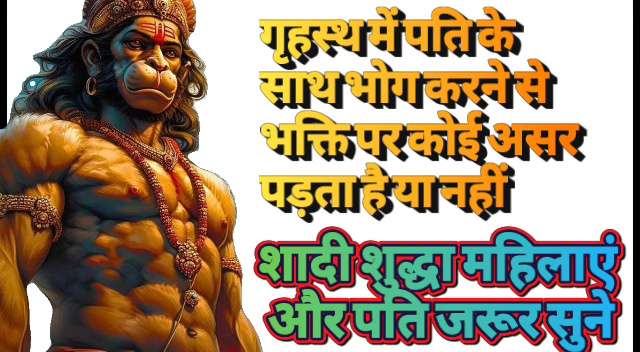 गृहस्थ में पति के
साथ भोग करने से
भक्ति पर कोई असर
पड़ता है या नहीं
शादी शुद्धा महिलाएं
और पति जरूर सुने